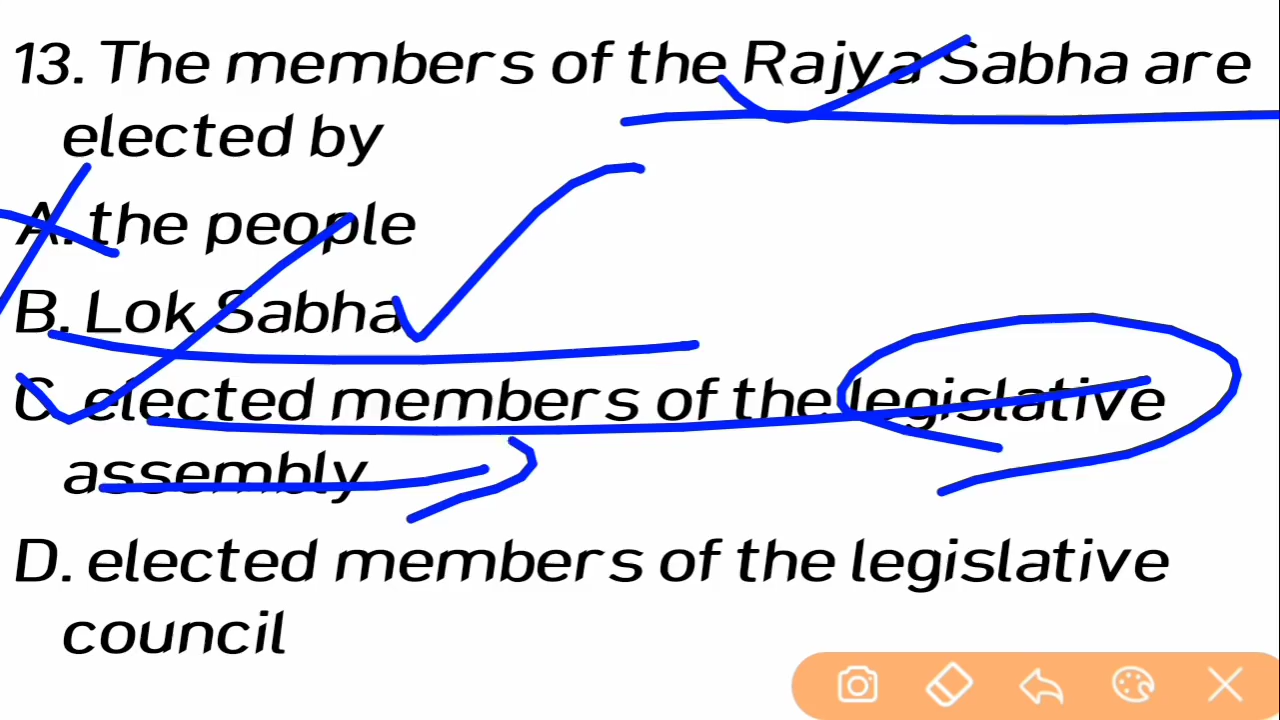 13. The members of the Rajya Sabha are
elected by
A. the people
B. Lok Sabha
C. elected members of the legislative
assembly
D. elected members of the legislative
council